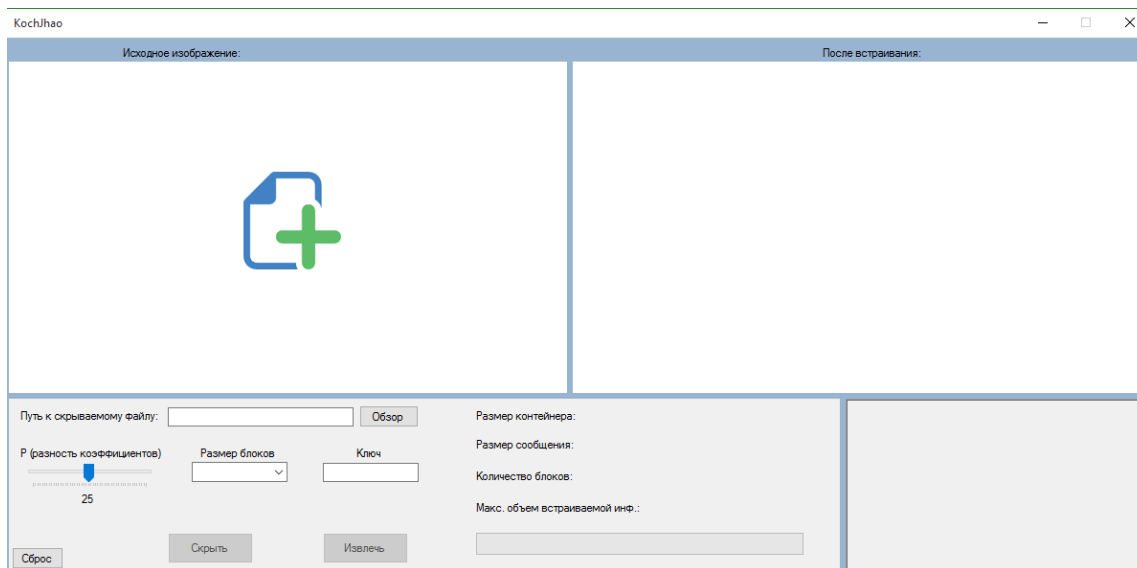 KochJhao
Исходное изображение:
После встраивания:
Путь к скрываемому файлу:
Обзор
Размер контейнера:
Размер сообщения:
P (разность коэффициентов)
Размер блоков
Ключ
Количество блоков:
25
Макс. объем встраиваемой инф.:
Скрыть
Извлечь
Сброс